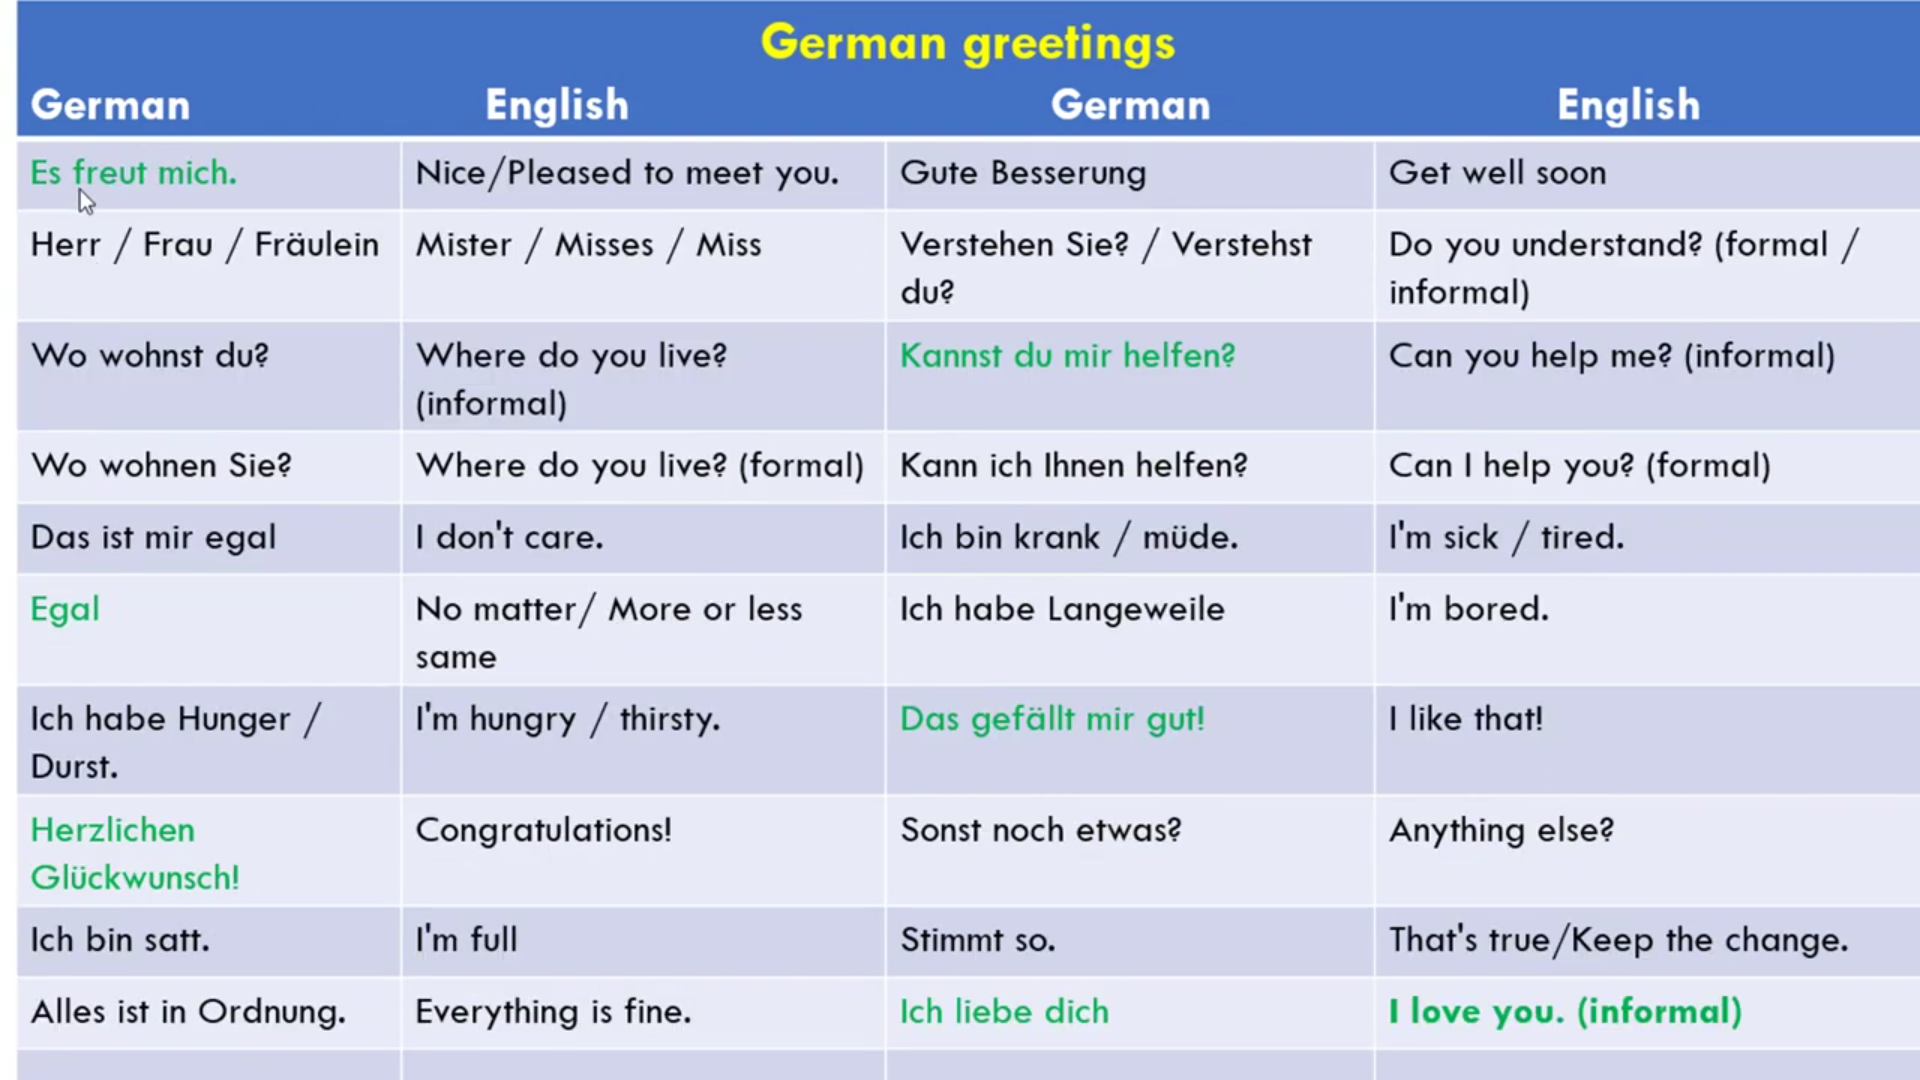 German greetings
German English German English
Es freut mich. Nice/Pleased to meet you. Gute Besserung Get well soon
Herr / Frau / Fräulein Mister / Misses / Miss Verstehen Sie? / Verstehst Do you understand? (formal /
du? informal)
Wo wohnst du? Where do you live? Kannst du mir helfen? Can you help me? (informal)
(informal)
Wo wohnen Sie? Where do you live? (formal) Kann ich Ihnen helfen? Can I help you? (formal)
Das ist mir egal I don't care. Ich bin krank / müde. I'm sick / tired.
Egal No matter/ More or less Ich habe Langeweile I'm bored.
same
Ich habe Hunger / I'm hungry / thirsty. Das gefällt mir gut! I like that!
Durst.
Herzlichen Congratulations! Sonst noch etwas? Anything else?
Glückwunsch!
Ich bin satt. I'm full Stimmt so. That's true/Keep the change.
Alles ist in Ordnung. Everything is fine. Ich liebe dich I love you. (informal)